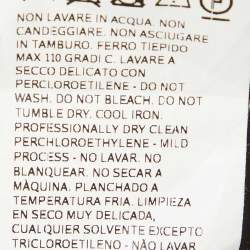 NON LAVARE IN ACQUA. NON
CANDEGGIARE. NON ASCIUGARE
IN TAMBURO. FERRO TIEPIDO
MAX 110 GRADI C. LAVARE A
SECCO DELICATO CON
PERCLOROETILENE - DO NOT
WASH. DO NOT BLEACH. DO NOT
TUMBLE DRY. COOL IRON.
PROFESSIONALLY DRY CLEAN
PERCHLOROETHYLENE - MILD
PROCESS - NO LAVAR. NO
BLANQUEAR. NO SECAR A
MÀQUINA. PLANCHADO A
TEMPERATURA FRIA. LIMPIEZA
EN SECO MUY DELICADA,
CUALQUIER SOLVENTE EXCEPTO
TRICLOROETILENO - NÃO LAVAR